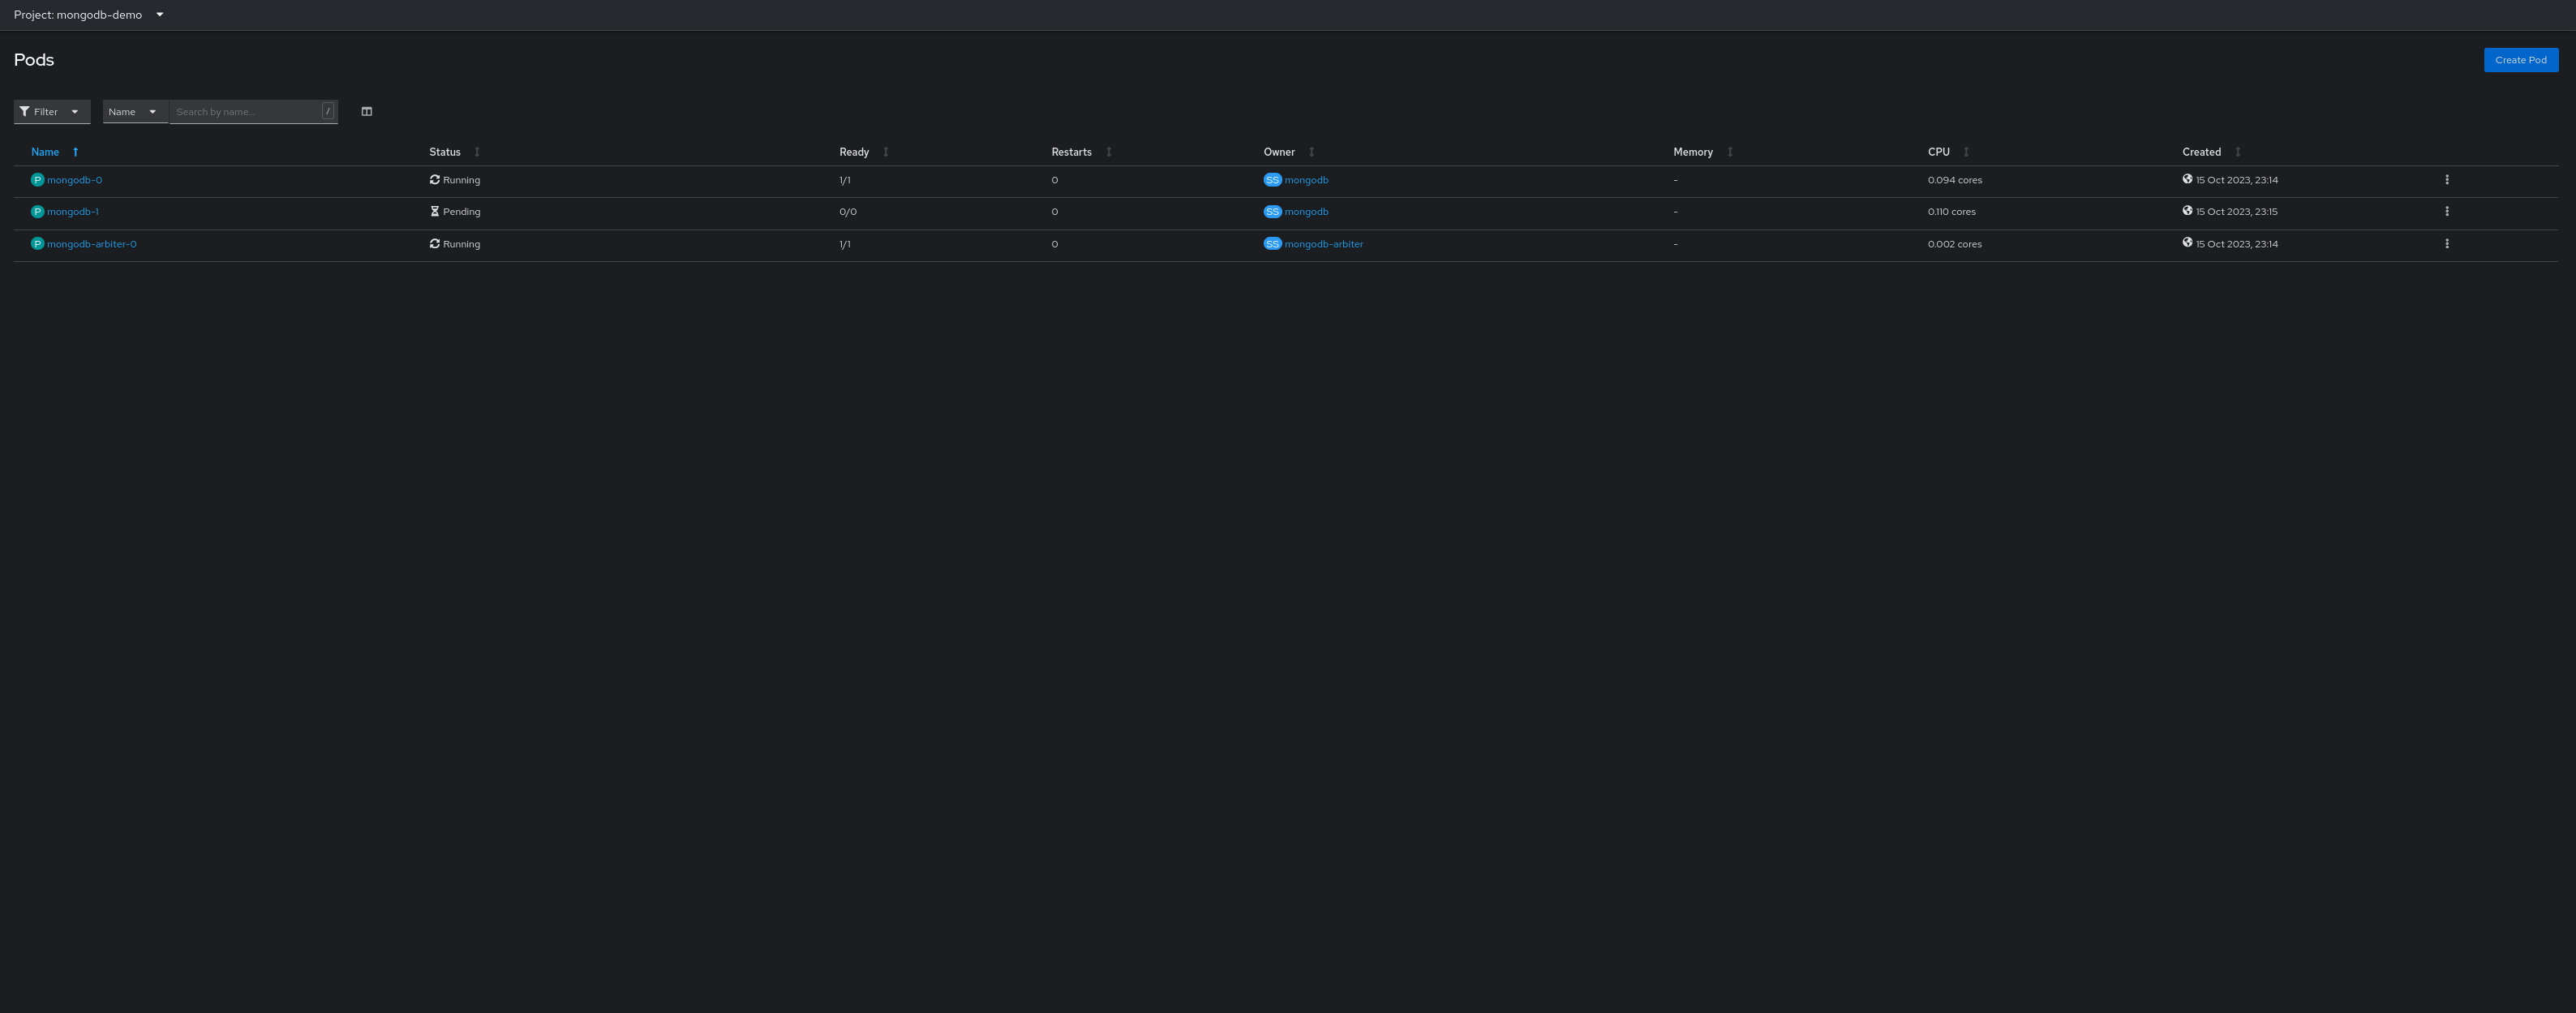 Project: mongodb-demo
Pods
Create Pod
Filter Name Search by name... /
Name Status Ready Restarts Owner Memory CPU Created
P mongodb-0 Running 1/1 0 SS mongodb - 0.094 cores 15 Oct 2023, 23:14
P mongodb-1 Pending 0/0 0 SS mongodb - 0.110 cores 15 Oct 2023, 23:15
P mongodb-arbiter-0 Running 1/1 0 SS mongodb-arbiter - 0.002 cores 15 Oct 2023, 23:14